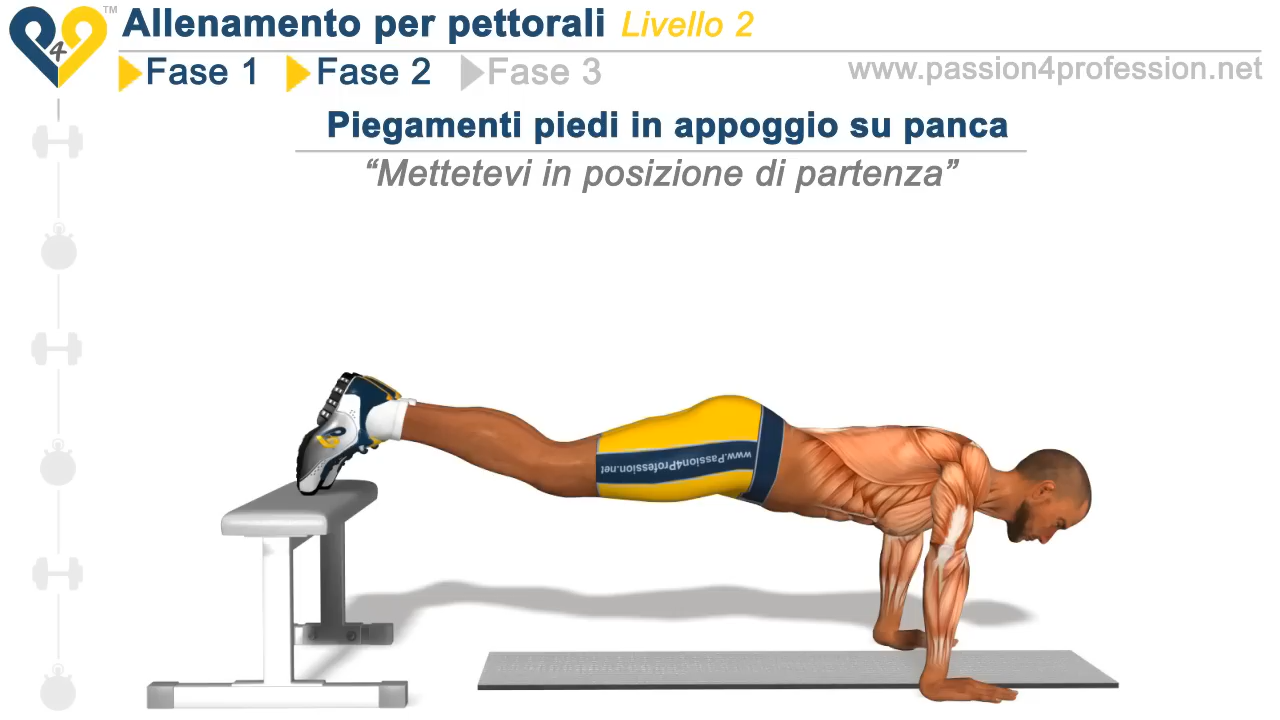 P4P™
Allenamento per pettorali Livello 2
Fase 1 Fase 2 Fase 3
www.passion4profession.net
Piegamenti piedi in appoggio su panca
“Mettetevi in posizione di partenza”
www.Passion4Profession.net